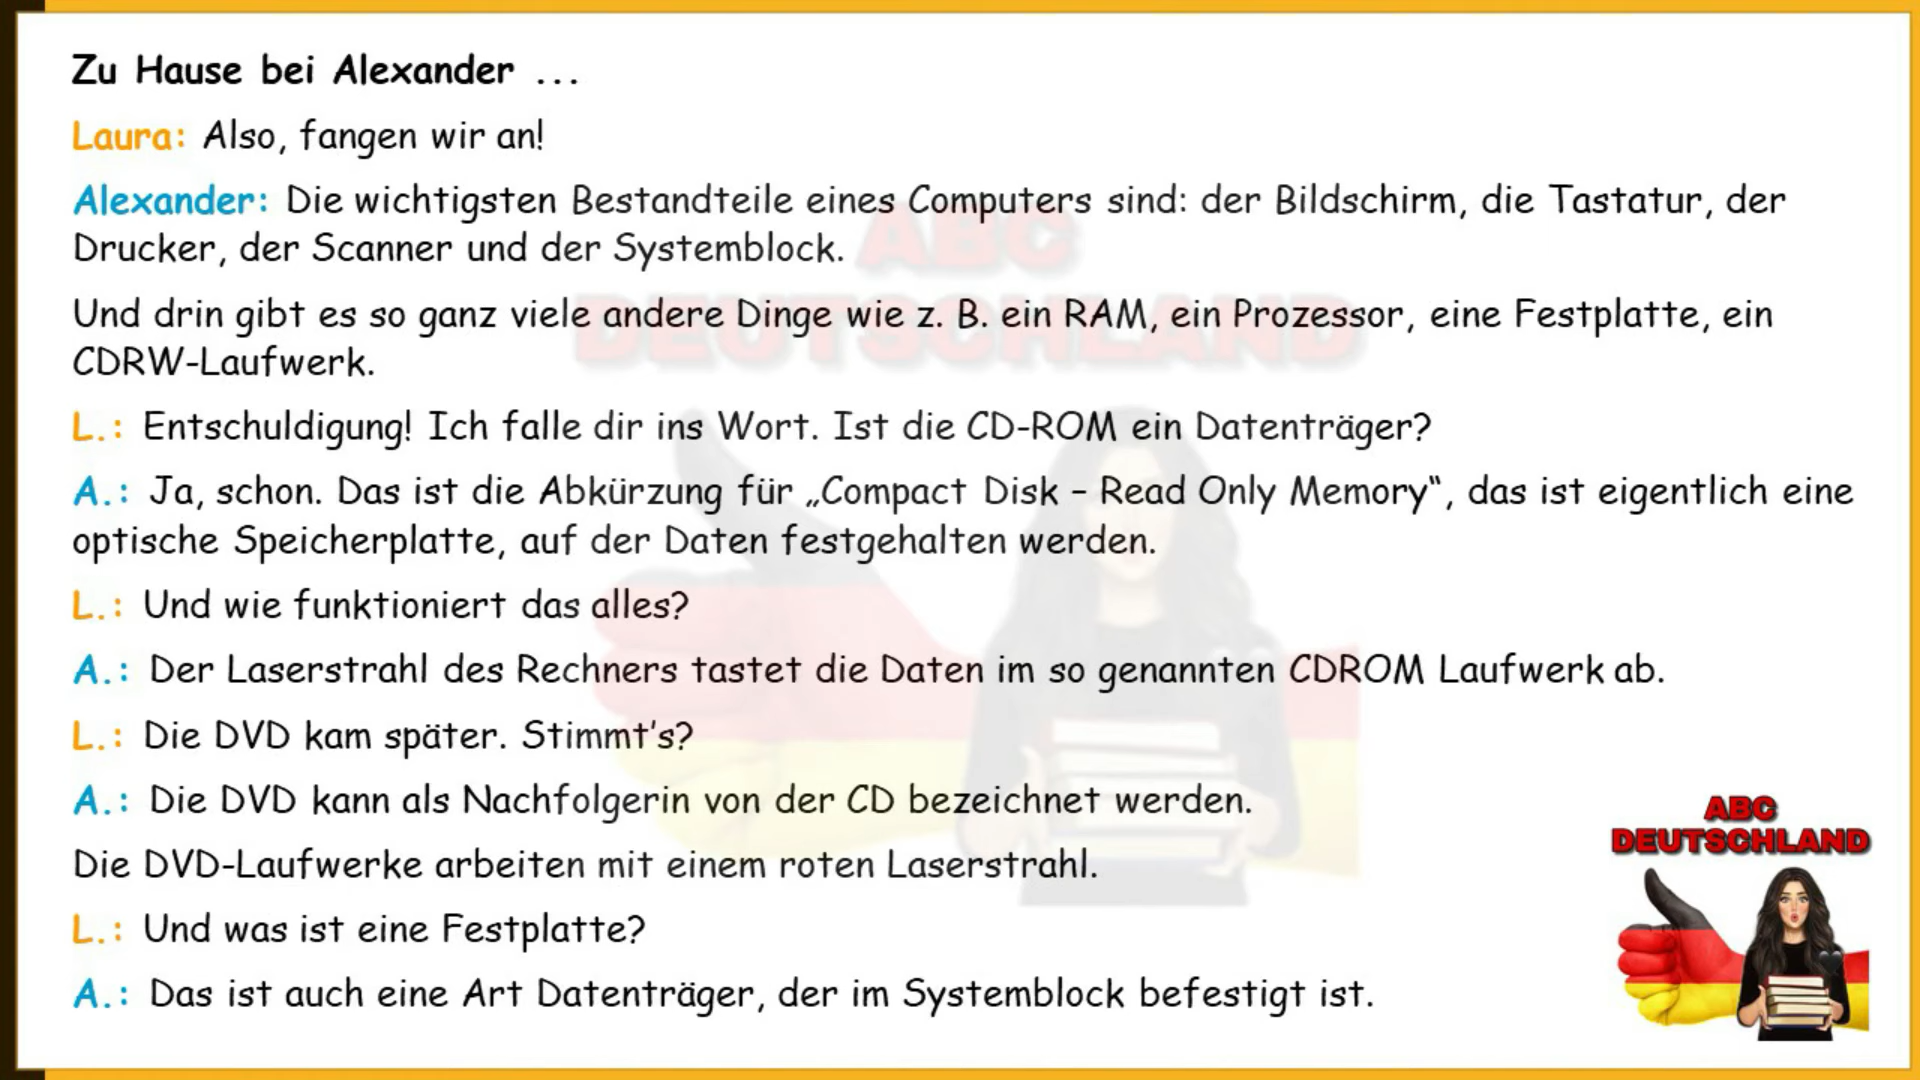 Zu Hause bei Alexander ...
Laura: Also, fangen wir an!
Alexander: Die wichtigsten Bestandteile eines Computers sind: der Bildschirm, die Tastatur, der
Drucker, der Scanner und der Systemblock.
Und drin gibt es so ganz viele andere Dinge wie z. B. ein RAM, ein Prozessor, eine Festplatte, ein
CDRW-Laufwerk.
L.: Entschuldigung! Ich falle dir ins Wort. Ist die CD-ROM ein Datenträger?
A.: Ja, schon. Das ist die Abkürzung für „Compact Disk – Read Only Memory“, das ist eigentlich eine
optische Speicherplatte, auf der Daten festgehalten werden.
L.: Und wie funktioniert das alles?
A.: Der Laserstrahl des Rechners tastet die Daten im so genannten CDROM Laufwerk ab.
L.: Die DVD kam später. Stimmt's?
A.: Die DVD kann als Nachfolgerin von der CD bezeichnet werden.
Die DVD-Laufwerke arbeiten mit einem roten Laserstrahl.
L.: Und was ist eine Festplatte?
A.: Das ist auch eine Art Datenträger, der im Systemblock befestigt ist.
ABC
DEUTSCHLAND
ABC
DEUTSCHLAND